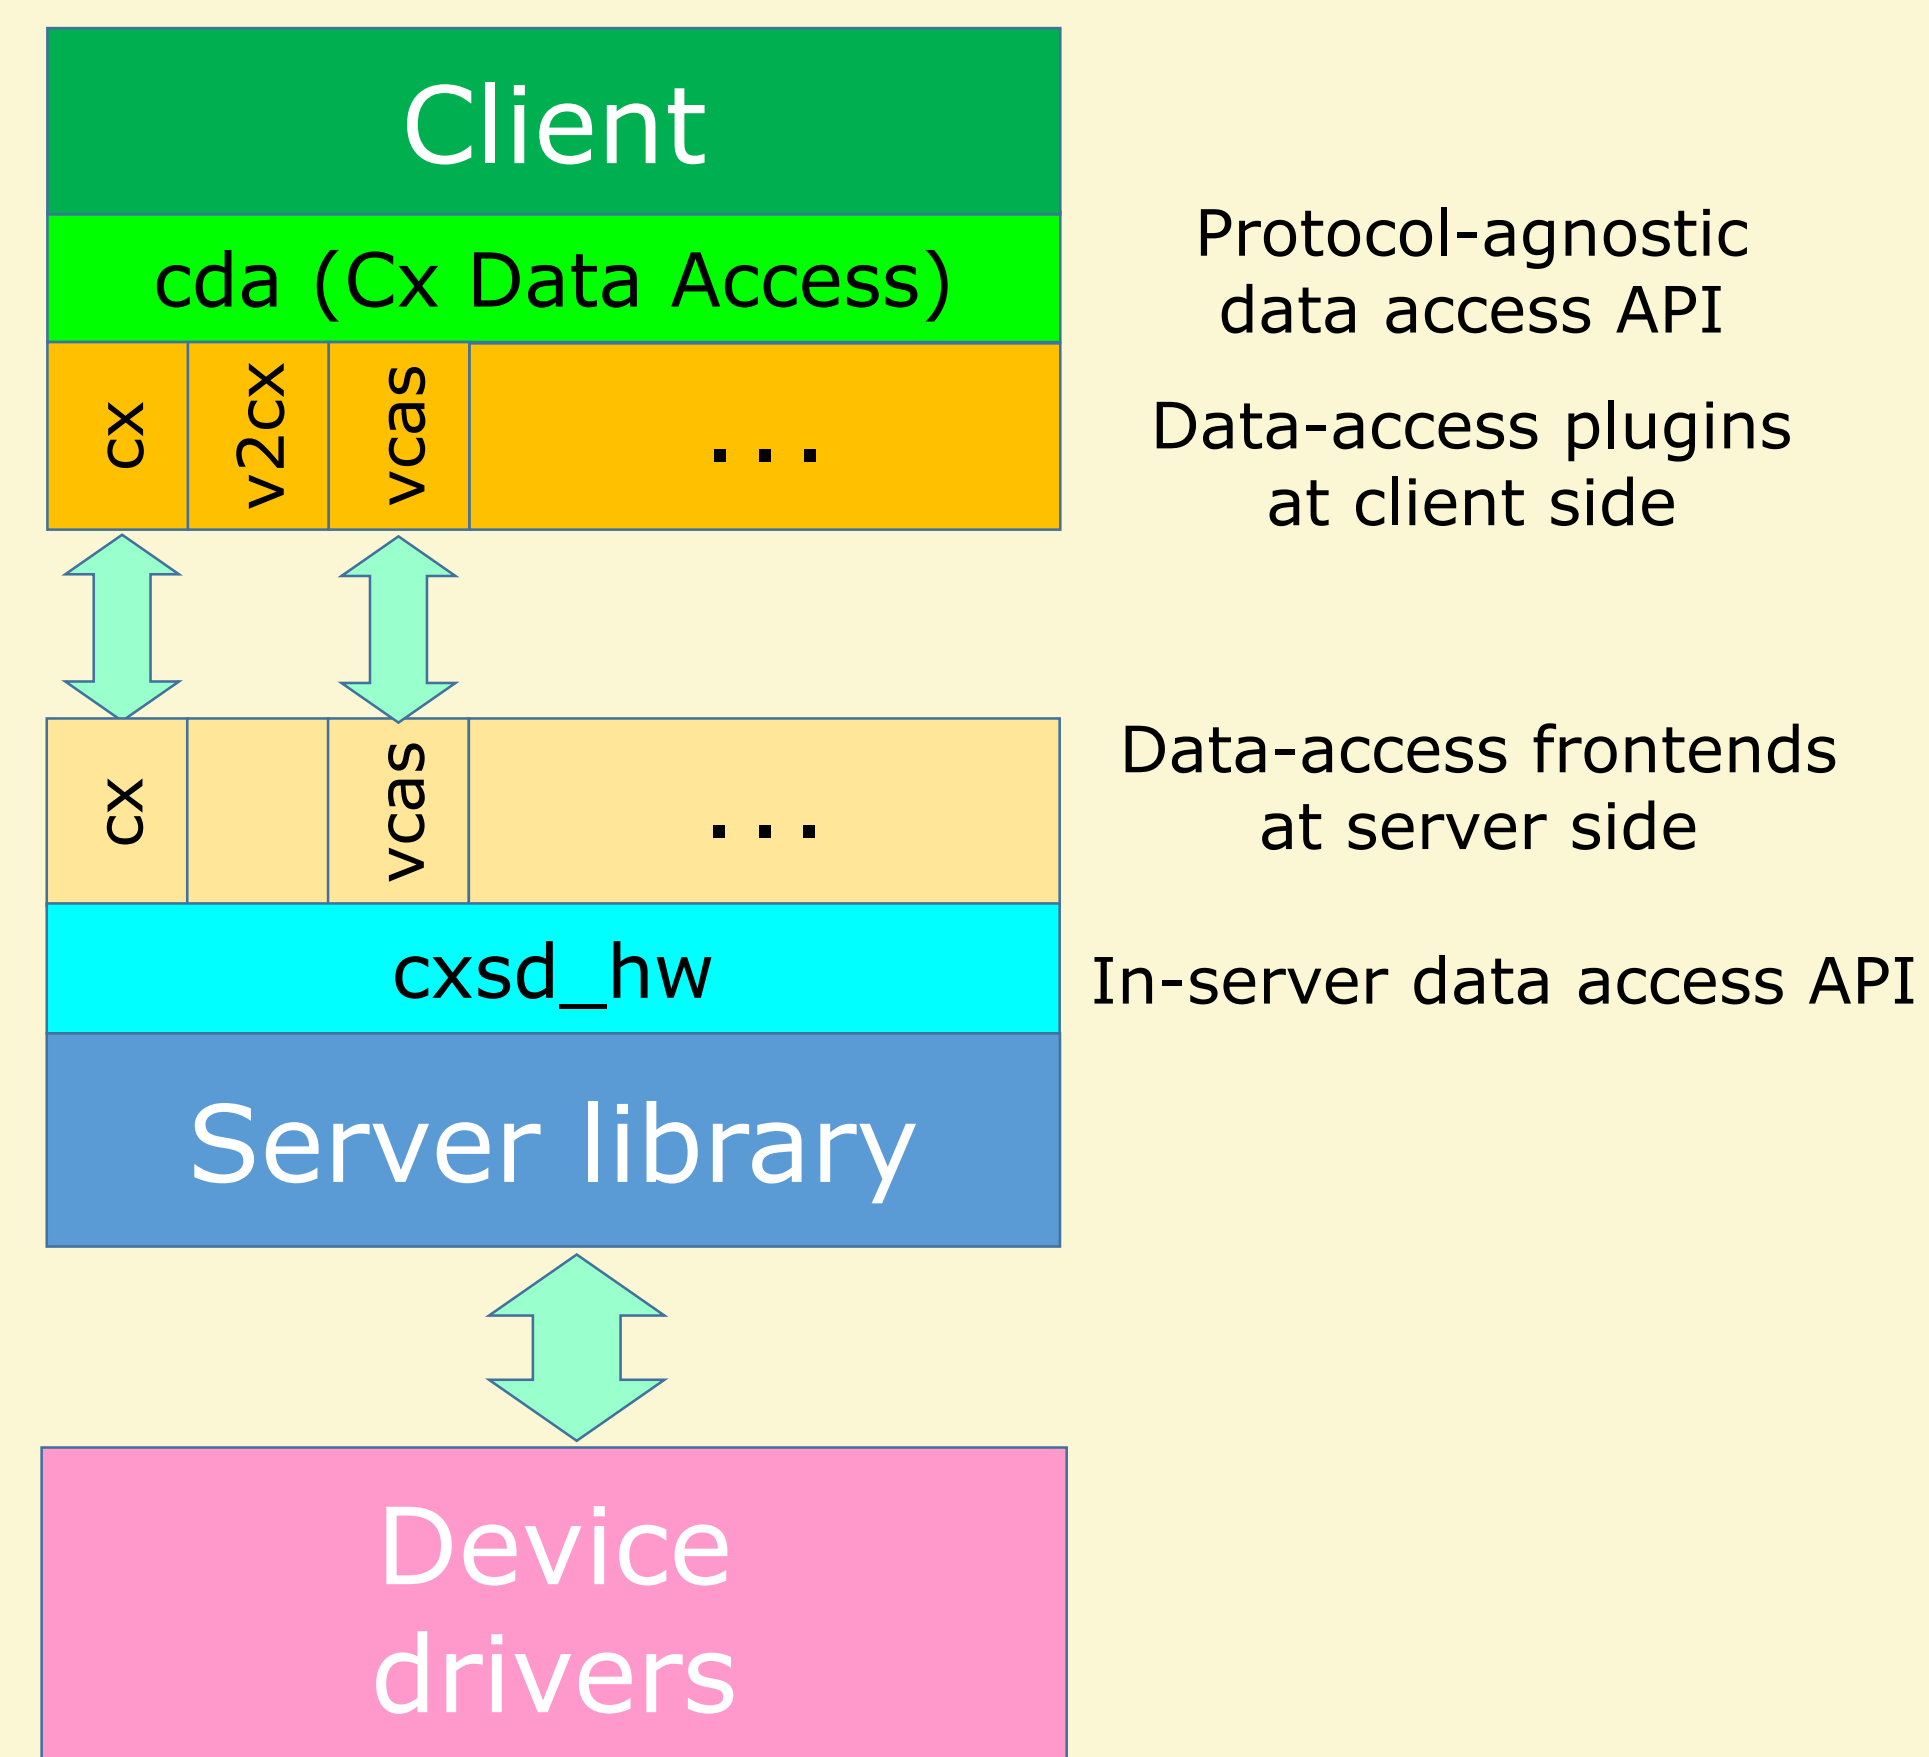 Client
cda (Cx Data Access)
Protocol-agnostic
data access API
cx
v2cx
vcas
...
Data-access plugins
at client side
cx
vcas
...
Data-access frontends
at server side
cxsd_hw
In-server data access API
Server library
Device
drivers